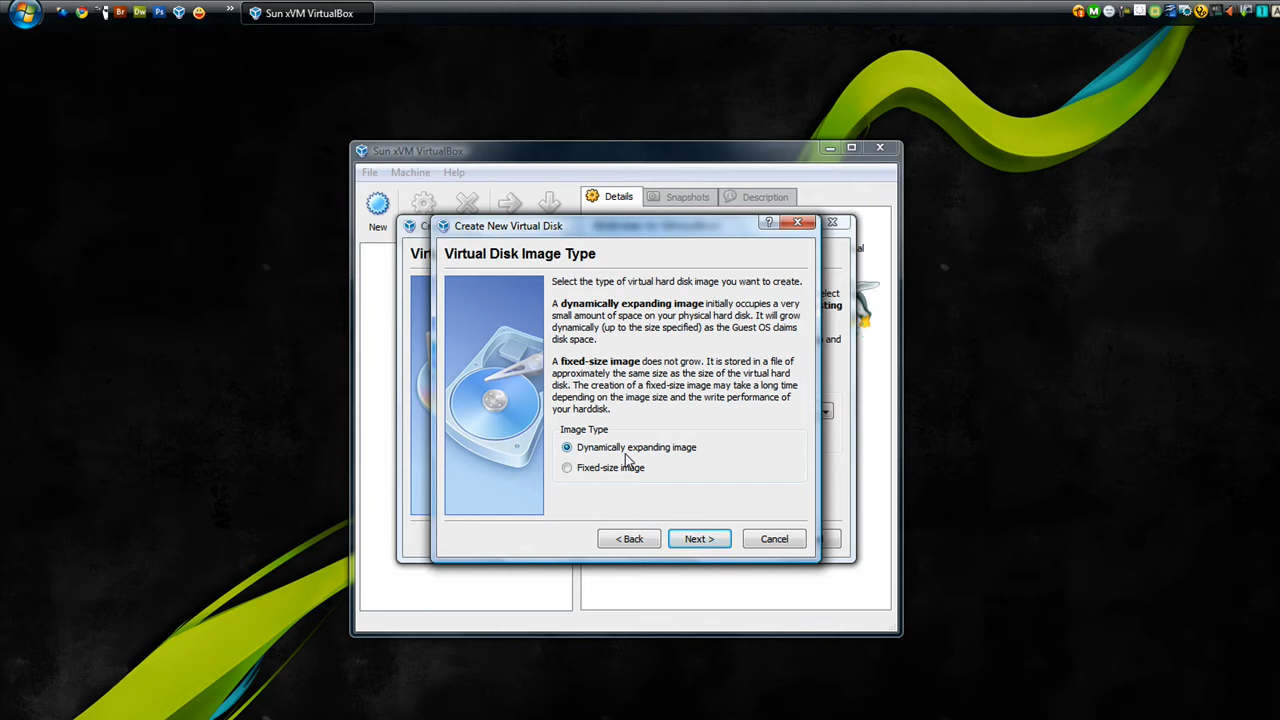 Br Dw Ps » Sun xVM VirtualBox
Sun xVM VirtualBox
File Machine Help
New
Details Snapshots Description
Create New Virtual Disk
Virtual Disk Image Type
Select the type of virtual hard disk image you want to create.
A dynamically expanding image initially occupies a very
small amount of space on your physical hard disk. It will grow
dynamically (up to the size specified) as the Guest OS claims
disk space.
A fixed-size image does not grow. It is stored in a file of
approximately the same size as the size of the virtual hard
disk. The creation of a fixed-size image may take a long time
depending on the image size and the write performance of
your harddisk.
Image Type
Dynamically expanding image
Fixed-size image
< Back Next > Cancel